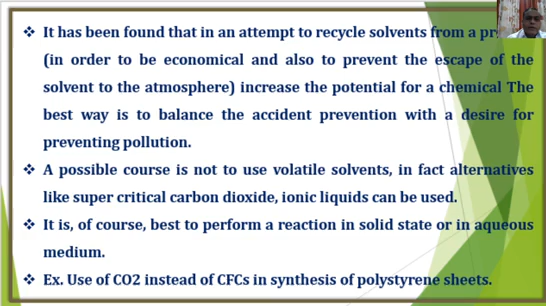 ❖ It has been found that in an attempt to recycle solvents from a
(in order to be economical and also to prevent the escape of the
solvent to the atmosphere) increase the potential for a chemical The
best way is to balance the accident prevention with a desire for
preventing pollution.
❖ A possible course is not to use volatile solvents, in fact alternatives
like super critical carbon dioxide, ionic liquids can be used.
❖ It is, of course, best to perform a reaction in solid state or in aqueous
medium.
❖ Ex. Use of CO2 instead of CFCs in synthesis of polystyrene sheets.